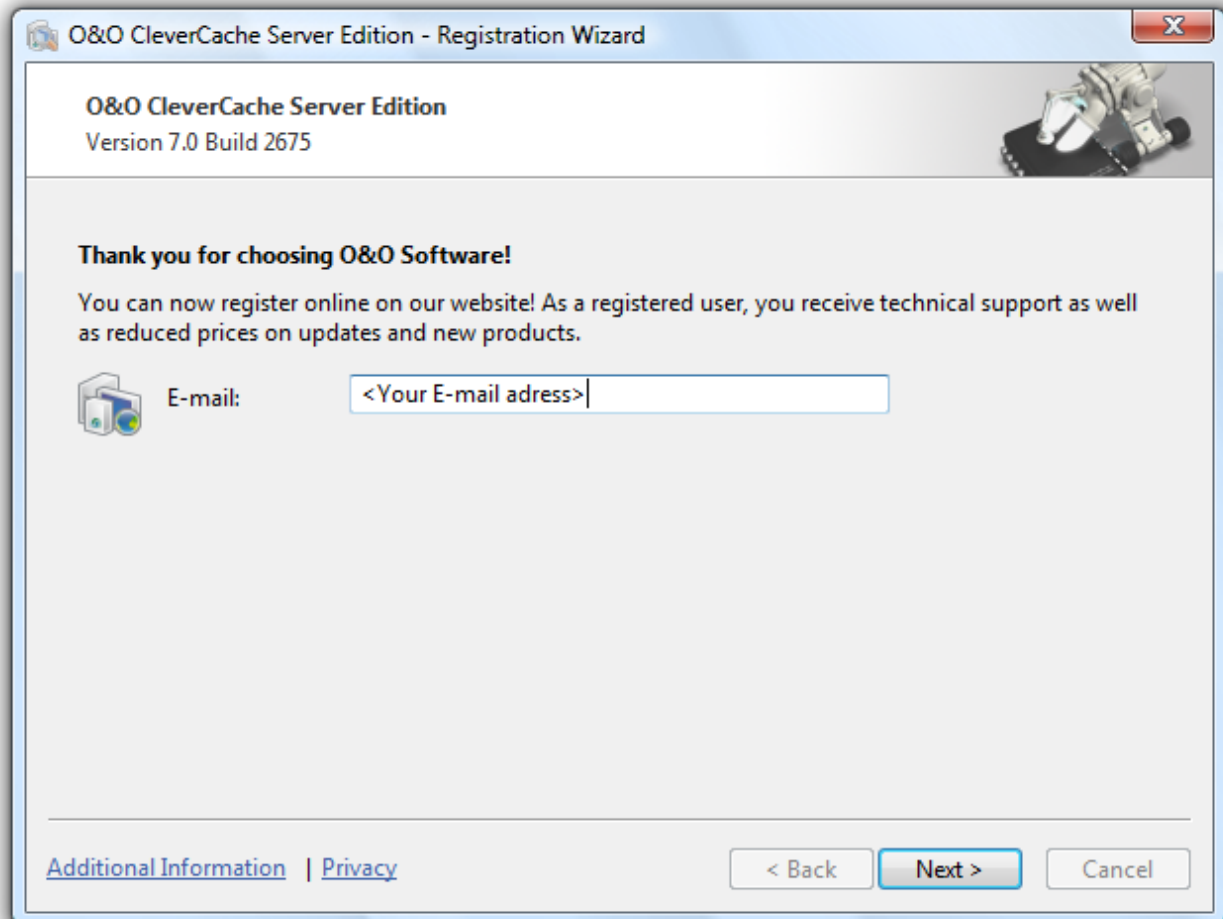 O&O CleverCache Server Edition - Registration Wizard
X
O&O CleverCache Server Edition
Version 7.0 Build 2675
Thank you for choosing O&O Software!
You can now register online on our website! As a registered user, you receive technical support as well
as reduced prices on updates and new products.
E-mail: <Your E-mail adress>
Additional Information | Privacy < Back Next > Cancel